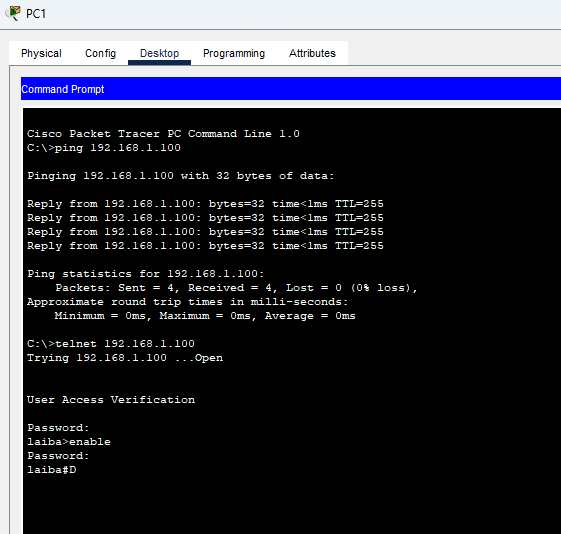 PC1
Physical Config Desktop Programming Attributes
Command Prompt
Cisco Packet Tracer PC Command Line 1.0
C:\>ping 192.168.1.100
Pinging 192.168.1.100 with 32 bytes of data:
Reply from 192.168.1.100: bytes=32 time<1ms TTL=255
Reply from 192.168.1.100: bytes=32 time<1ms TTL=255
Reply from 192.168.1.100: bytes=32 time<1ms TTL=255
Reply from 192.168.1.100: bytes=32 time<1ms TTL=255
Ping statistics for 192.168.1.100:
Packets: Sent = 4, Received = 4, Lost = 0 (0% loss),
Approximate round trip times in milli-seconds:
Minimum = 0ms, Maximum = 0ms, Average = 0ms
C:\>telnet 192.168.1.100
Trying 192.168.1.100 ...Open
User Access Verification
Password:
laiba>enable
Password:
laiba#D